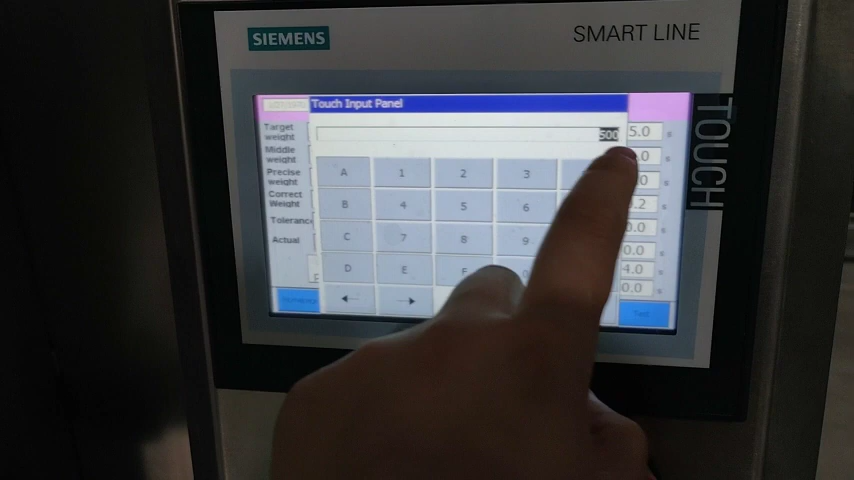 SIEMENS
SMART LINE
TOUCH
Touch Input Panel
500
Target weight
Middle weight
Precise weight
Correct Weight
Toleranc
Actual
A 1 2 3
B 4 5 6
C 7 8 9
D E F 0
← →
5.0 s
.0 s
.0 s
.2 s
0.0 s
0.0 s
4.0 s
0.0 s